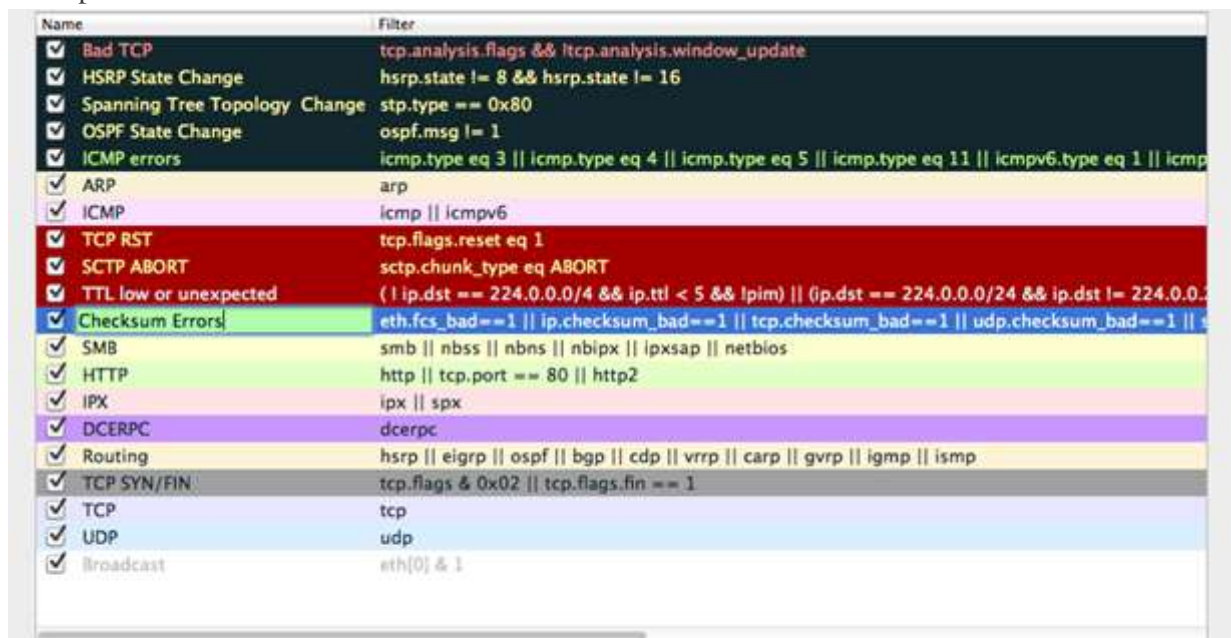 Name Filter
Bad TCP tcp.analysis.flags && !tcp.analysis.window_update
HSRP State Change hsrp.state != 8 && hsrp.state != 16
Spanning Tree Topology Change stp.type == 0x80
OSPF State Change ospf.msg != 1
ICMP errors icmp.type eq 3 || icmp.type eq 4 || icmp.type eq 5 || icmp.type eq 11 || icmpv6.type eq 1 || icmp
ARP arp
ICMP icmp || icmpv6
TCP RST tcp.flags.reset eq 1
SCTP ABORT sctp.chunk_type eq ABORT
TTL low or unexpected ( ! ip.dst == 224.0.0.0/4 && ip.ttl < 5 && !pim) || (ip.dst == 224.0.0.0/24 && ip.dst != 224.0.0.
Checksum Errors eth.fcs_bad==1 || ip.checksum_bad==1 || tcp.checksum_bad==1 || udp.checksum_bad==1 ||
SMB smb || nbss || nbns || nbipx || ipxsap || netbios
HTTP http || tcp.port == 80 || http2
IPX ipx || spx
DCERPC dcerpc
Routing hsrp || eigrp || ospf || bgp || cdp || vrrp || carp || gvrp || igmp || ismp
TCP SYN/FIN tcp.flags & 0x02 || tcp.flags.fin == 1
TCP tcp
UDP udp
Broadcast eth[0] & 1